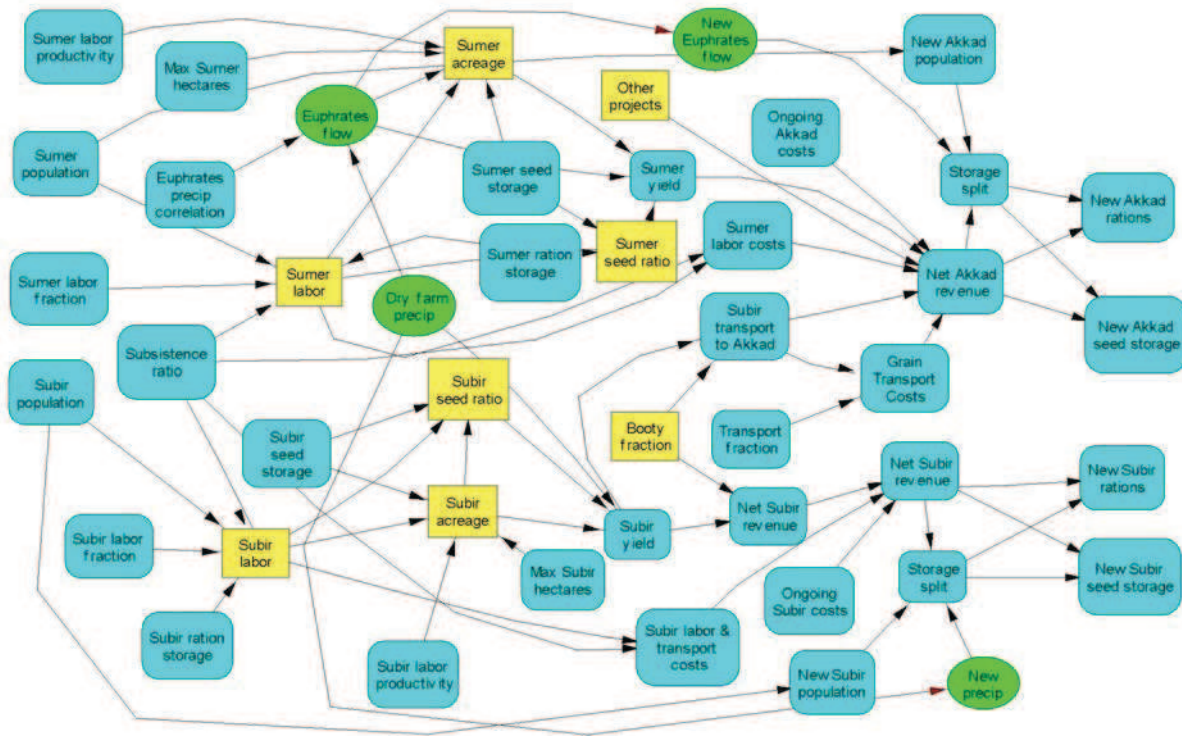 Sumer labor
productivity
Max Sumer
hectares
Sumer
acreage
New
Euphrates
flow
New Akkad
population
Other
projects
Euphrates
flow
Ongoing
Akkad
costs
Sumer
population
Euphrates
precip
correlation
Sumer seed
storage
Sumer
yield
Storage
split
New Akkad
rations
Sumer labor
fraction
Sumer
labor
Sumer ration
storage
Sumer
seed ratio
Sumer
labor costs
Net Akkad
revenue
Dry farm
precip
Subir
transport
to Akkad
New Akkad
seed storage
Subsistence
ratio
Subir
population
Subir
seed ratio
Grain
Transport
Costs
Subir
seed
storage
Booty
fraction
Transport
fraction
Net Subir
revenue
New Subir
rations
Subir
acreage
Subir
yield
Net Subir
revenue
Subir labor
fraction
Subir
labor
Max Subir
hectares
Ongoing
Subir costs
Storage
split
New Subir
seed storage
Subir ration
storage
Subir labor
productivity
Subir labor &
transport
costs
New Subir
population
New
precip